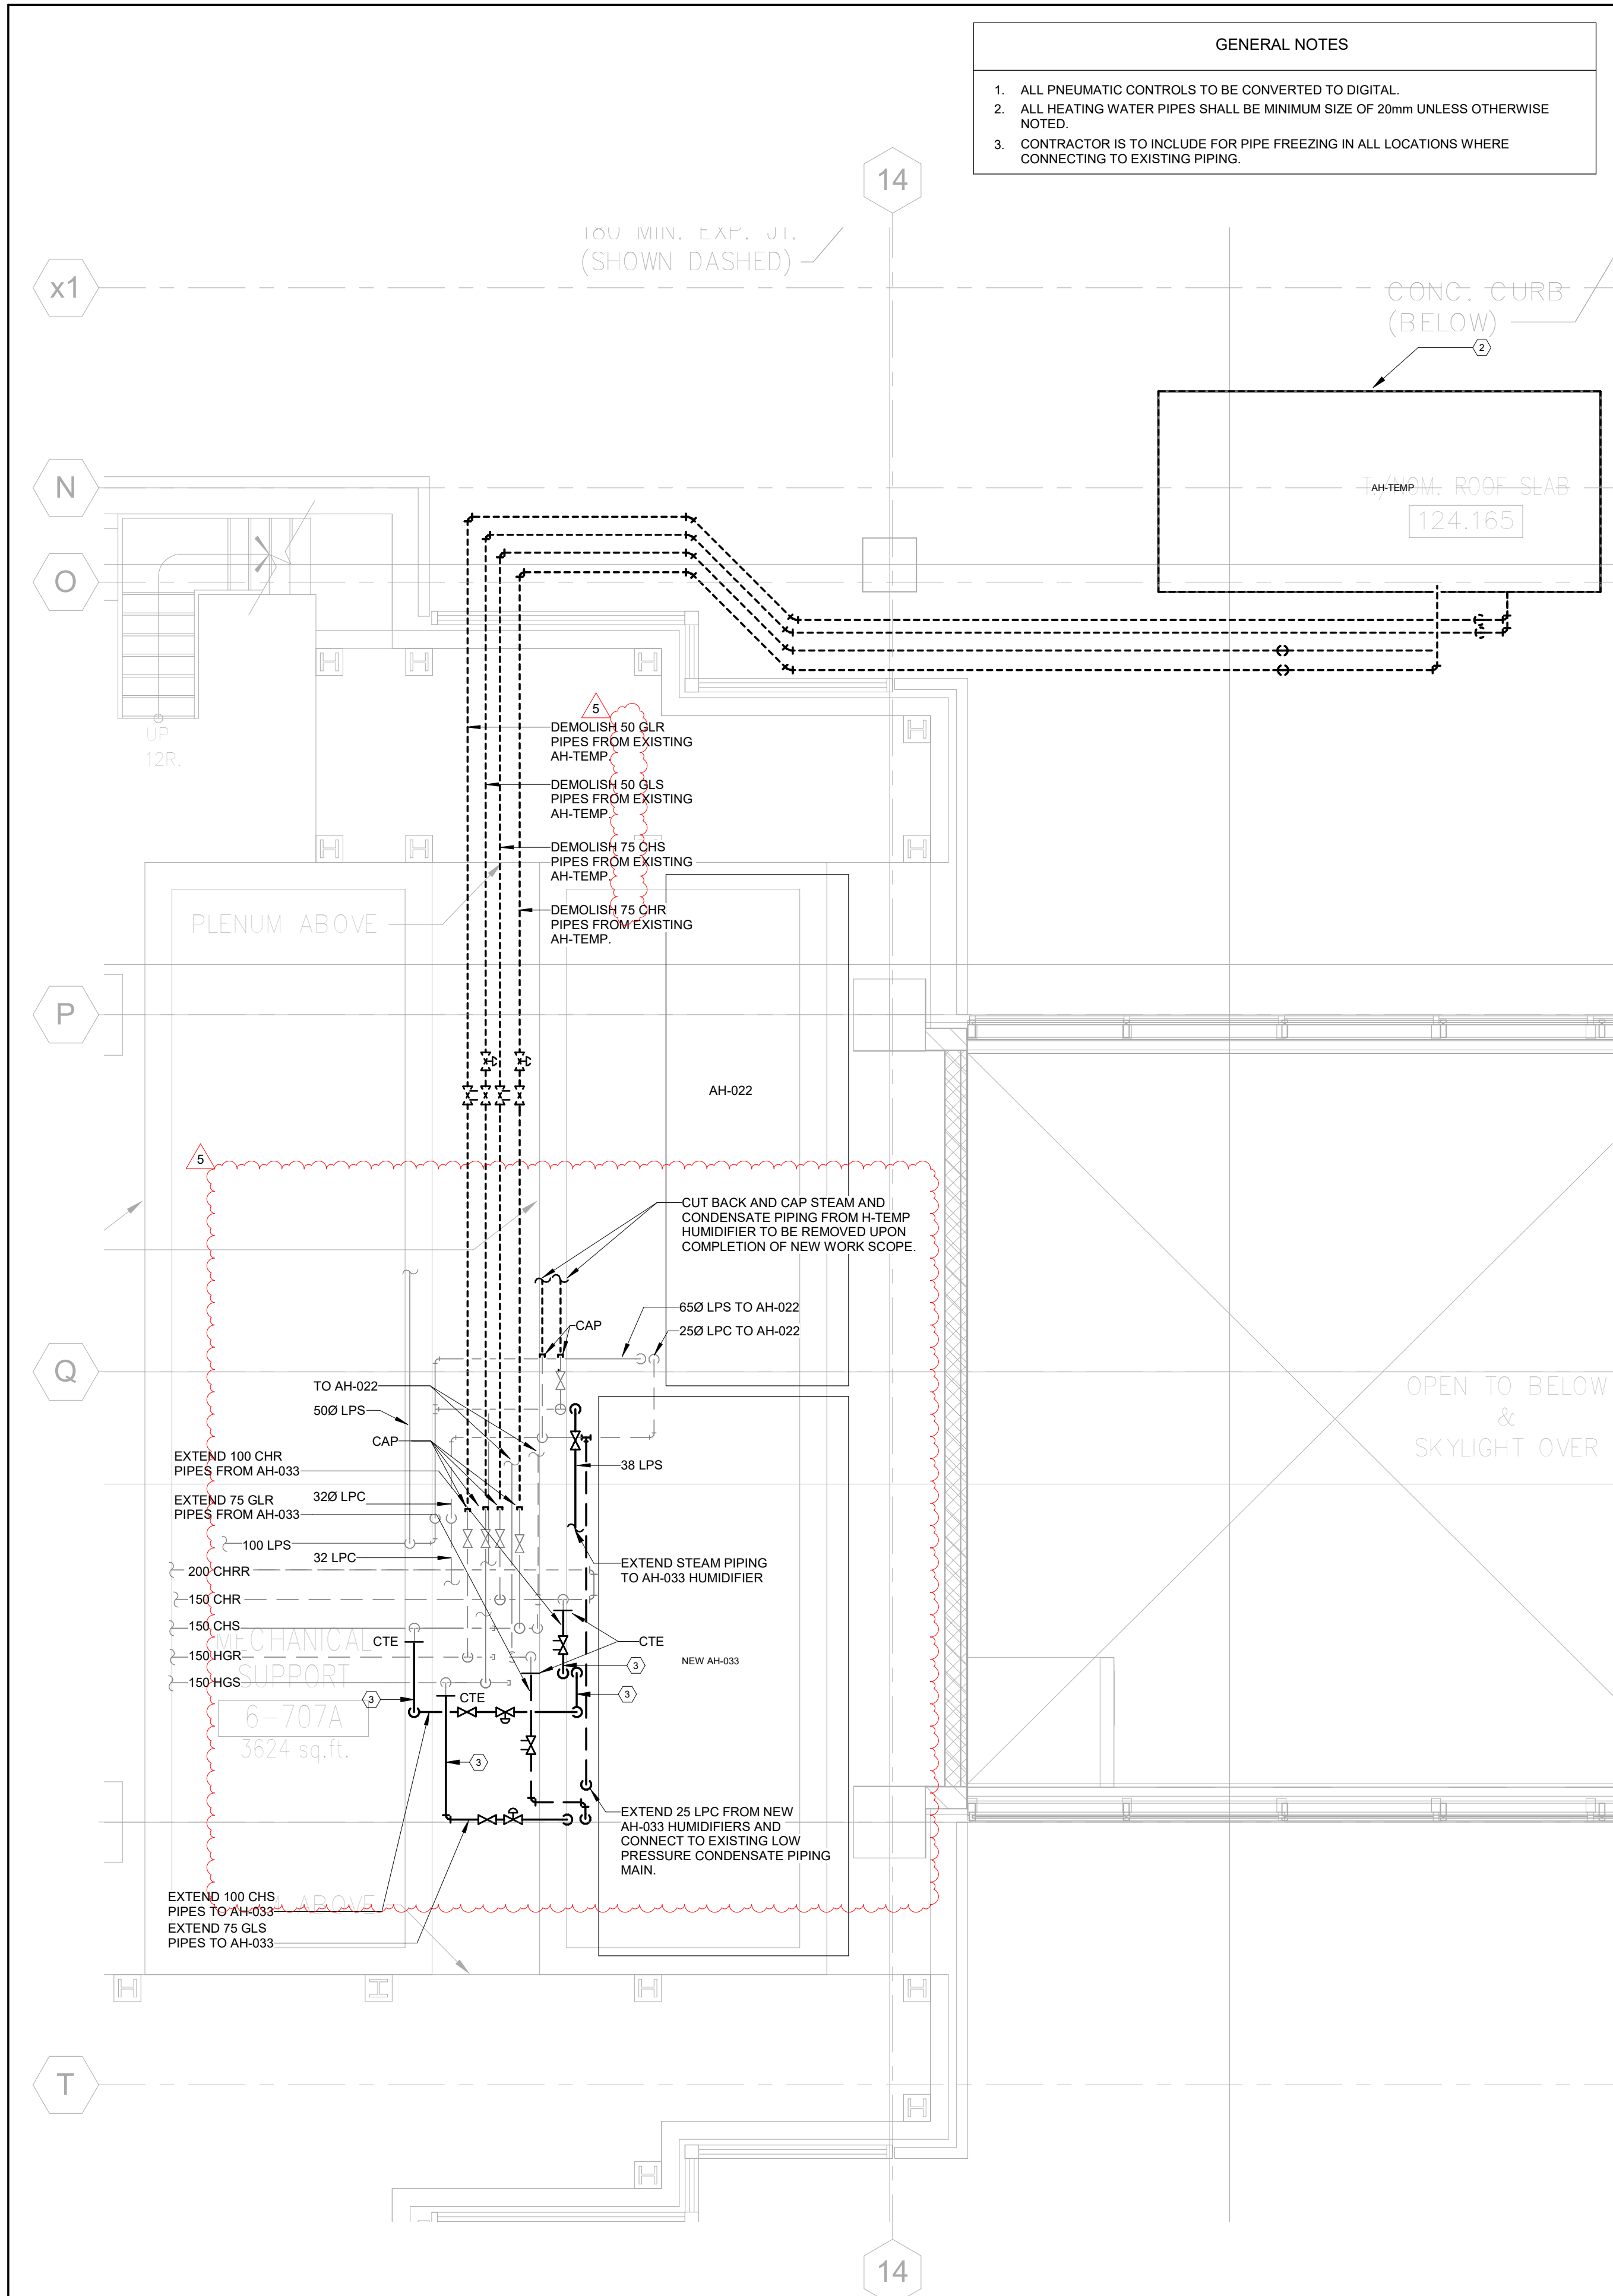 GENERAL NOTES
1. ALL PNEUMATIC CONTROLS TO BE CONVERTED TO DIGITAL.
2. ALL HEATING WATER PIPES SHALL BE MINIMUM SIZE OF 20mm UNLESS OTHERWISE
NOTED.
3. CONTRACTOR IS TO INCLUDE FOR PIPE FREEZING IN ALL LOCATIONS WHERE
CONNECTING TO EXISTING PIPING.
14
180 MIN. EXP. JT.
(SHOWN DASHED)
x1
CONC. CURB
(BELOW)
2
N
AH-TEMP
T./NOM. ROOF SLAB
124.165
O
UP
12R.
5
DEMOLISH 50 GLR
PIPES FROM EXISTING
AH-TEMP.
DEMOLISH 50 GLS
PIPES FROM EXISTING
AH-TEMP.
DEMOLISH 75 CHS
PIPES FROM EXISTING
AH-TEMP.
DEMOLISH 75 CHR
PIPES FROM EXISTING
AH-TEMP.
PLENUM ABOVE
P
AH-022
5
CUT BACK AND CAP STEAM AND
CONDENSATE PIPING FROM H-TEMP
HUMIDIFIER TO BE REMOVED UPON
COMPLETION OF NEW WORK SCOPE.
65Ø LPS TO AH-022
CAP
25Ø LPC TO AH-022
Q
TO AH-022
50Ø LPS
CAP
OPEN TO BELOW
&
SKYLIGHT OVER
EXTEND 100 CHR
PIPES FROM AH-033
38 LPS
EXTEND 75 GLR
PIPES FROM AH-033
32Ø LPC
100 LPS
32 LPC
EXTEND STEAM PIPING
TO AH-033 HUMIDIFIER
200 CHRR
150 CHR
150 CHS
MECHANICAL
SUPPORT
6-707A
3624 sq.ft.
CTE
CTE
150 HGR
3
NEW AH-033
150 HGS
3
CTE
3
3
EXTEND 25 LPC FROM NEW
AH-033 HUMIDIFIERS AND
CONNECT TO EXISTING LOW
PRESSURE CONDENSATE PIPING
MAIN.
EXTEND 100 CHS
PIPES TO AH-033
ABOVE
EXTEND 75 GLS
PIPES TO AH-033
T
14